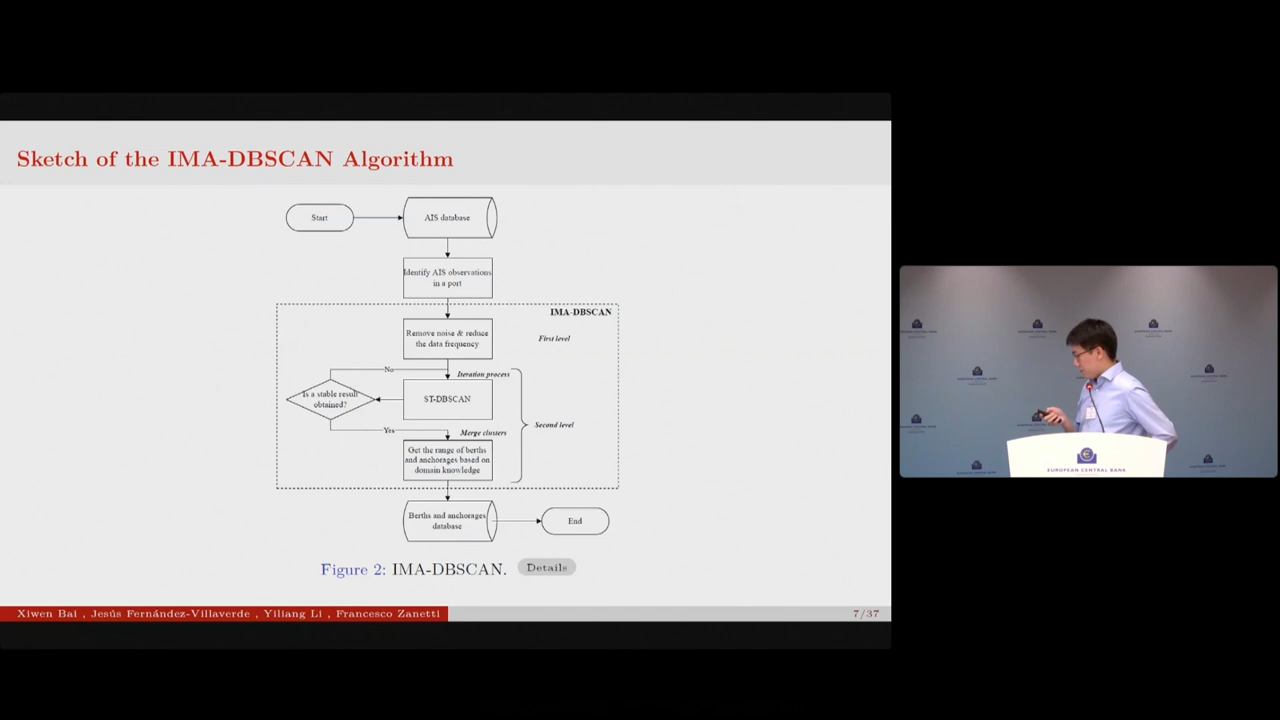 Sketch of the IMA-DBSCAN Algorithm
Start
AIS database
Identify AIS observations
in a port
IMA-DBSCAN
Remove noise & reduce
the data frequency
First level
No
Iteration process
Is a stable result
obtained?
ST-DBSCAN
Second level
Yes
Merge clusters
Get the range of berths
and anchorages based on
domain knowledge
Berths and anchorages
database
End
Figure 2: IMA-DBSCAN.
Details
Xiwen Bai , Jesús Fernández-Villaverde , Yiliang Li , Francesco Zanetti
7/37
EUROPEAN CENTRAL BANK